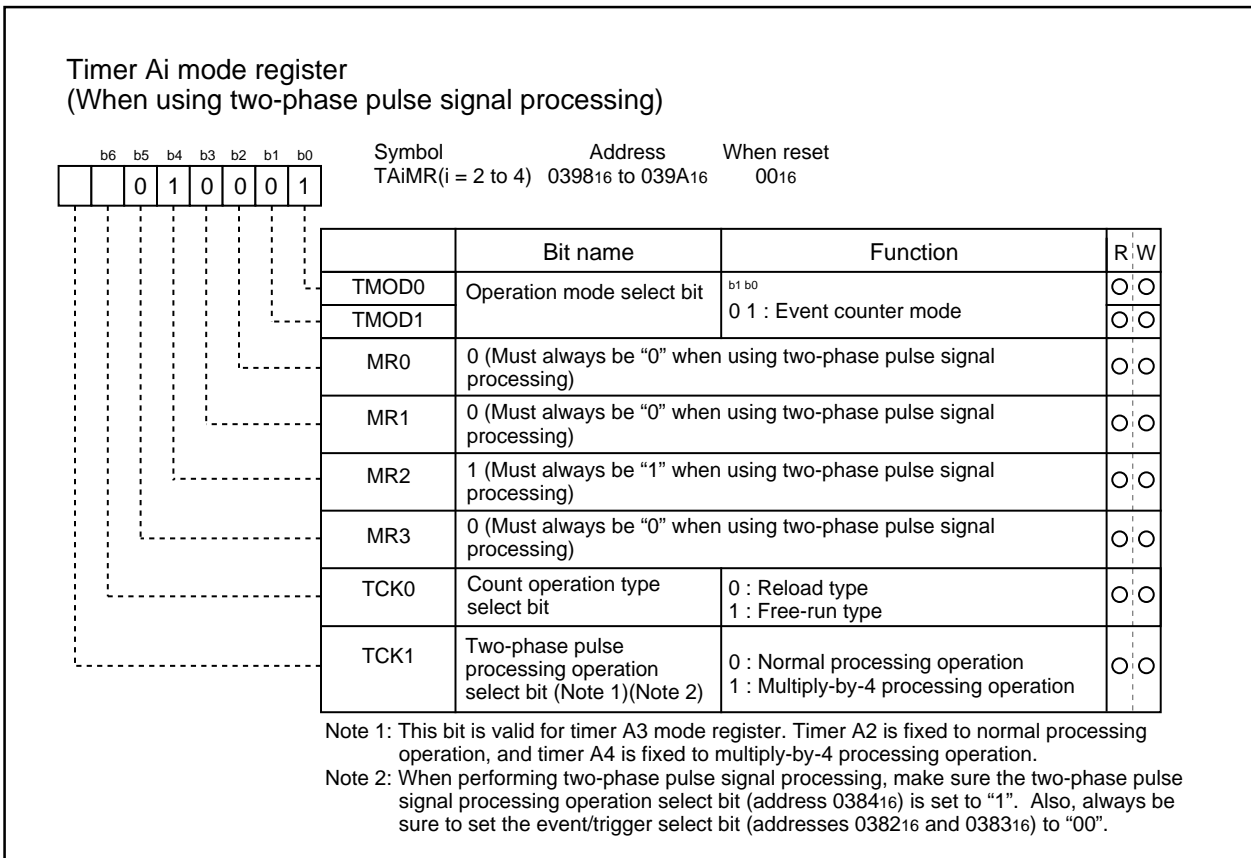 Timer Ai mode register
(When using two-phase pulse signal processing)
Symbol Address When reset
TAiMR(i = 2 to 4) 039816 to 039A16 0016
b6 b5 b4 b3 b2 b1 b0
0 1 0 0 0 1
Bit name Function R W
TMOD0 Operation mode select bit b1 b0
TMOD1 0 1 : Event counter mode
MR0 0 (Must always be “0” when using two-phase pulse signal
processing)
MR1 0 (Must always be “0” when using two-phase pulse signal
processing)
MR2 1 (Must always be “1” when using two-phase pulse signal
processing)
MR3 0 (Must always be “0” when using two-phase pulse signal
processing)
TCK0 Count operation type 0 : Reload type
select bit 1 : Free-run type
TCK1 Two-phase pulse
processing operation 0 : Normal processing operation
select bit (Note 1)(Note 2) 1 : Multiply-by-4 processing operation
Note 1: This bit is valid for timer A3 mode register. Timer A2 is fixed to normal processing
operation, and timer A4 is fixed to multiply-by-4 processing operation.
Note 2: When performing two-phase pulse signal processing, make sure the two-phase pulse
signal processing operation select bit (address 038416) is set to “1”. Also, always be
sure to set the event/trigger select bit (addresses 038216 and 038316) to “00”.